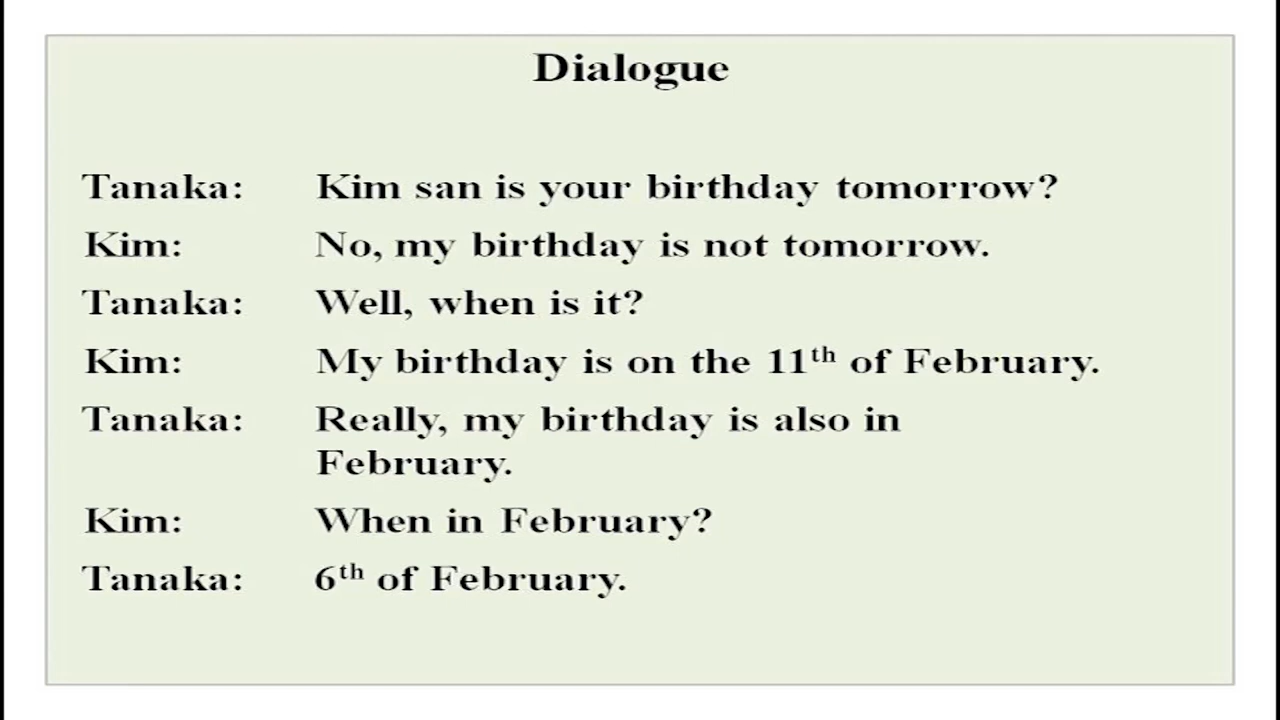 Dialogue
Tanaka: Kim san is your birthday tomorrow?
Kim: No, my birthday is not tomorrow.
Tanaka: Well, when is it?
Kim: My birthday is on the 11th of February.
Tanaka: Really, my birthday is also in
February.
Kim: When in February?
Tanaka: 6th of February.